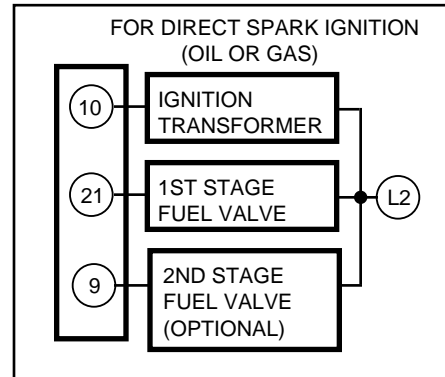 FOR DIRECT SPARK IGNITION
(OIL OR GAS)
10
IGNITION
TRANSFORMER
21
1ST STAGE
FUEL VALVE
L2
9
2ND STAGE
FUEL VALVE
(OPTIONAL)